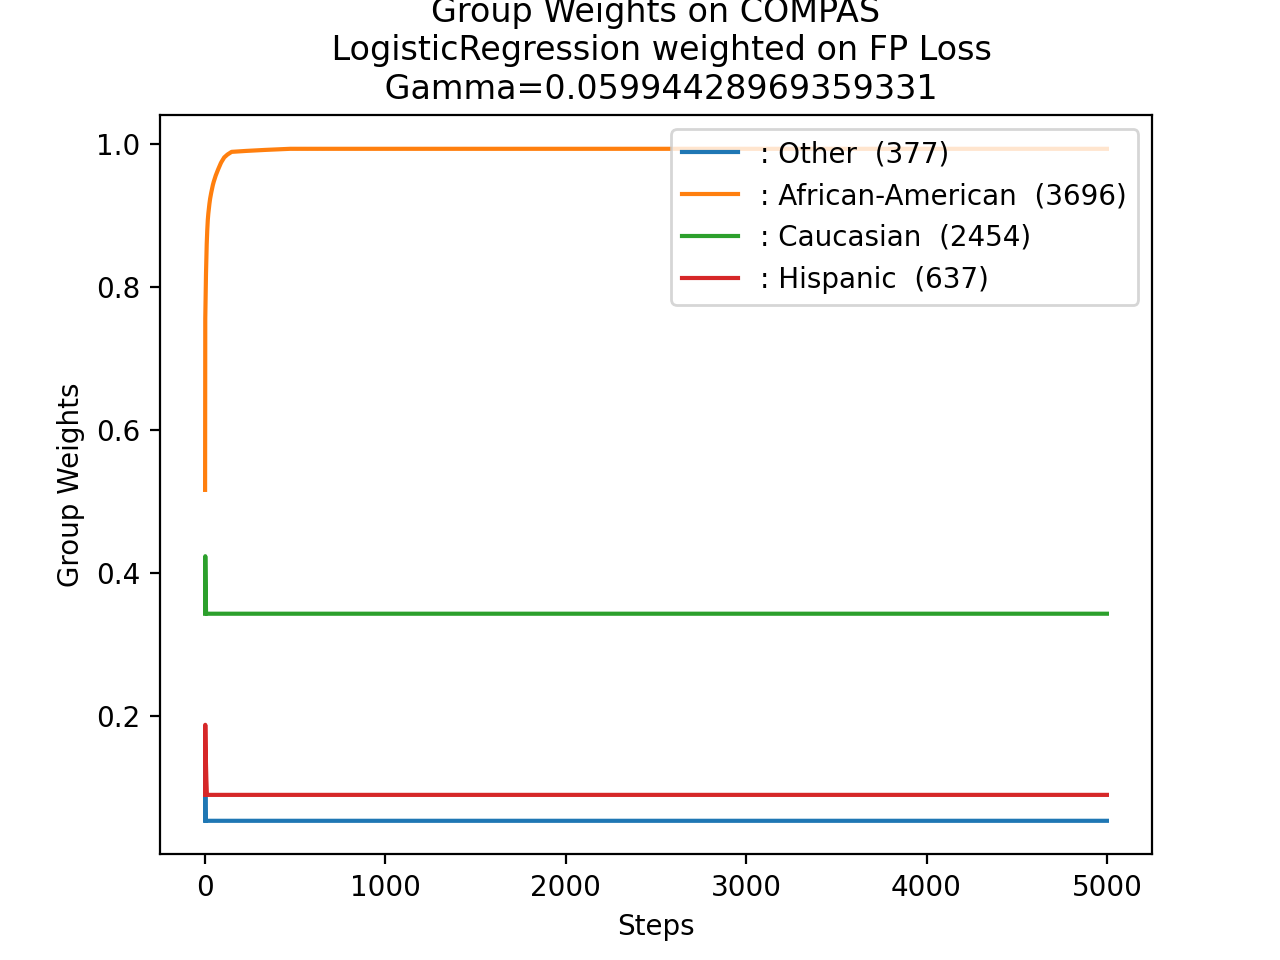 Group Weights on COMPAS
LogisticRegression weighted on FP Loss
Gamma=0.05994428969359331
1.0
0.8
0.6
0.4
0.2
Group Weights
: Other (377)
: African-American (3696)
: Caucasian (2454)
: Hispanic (637)
0 1000 2000 3000 4000 5000
Steps